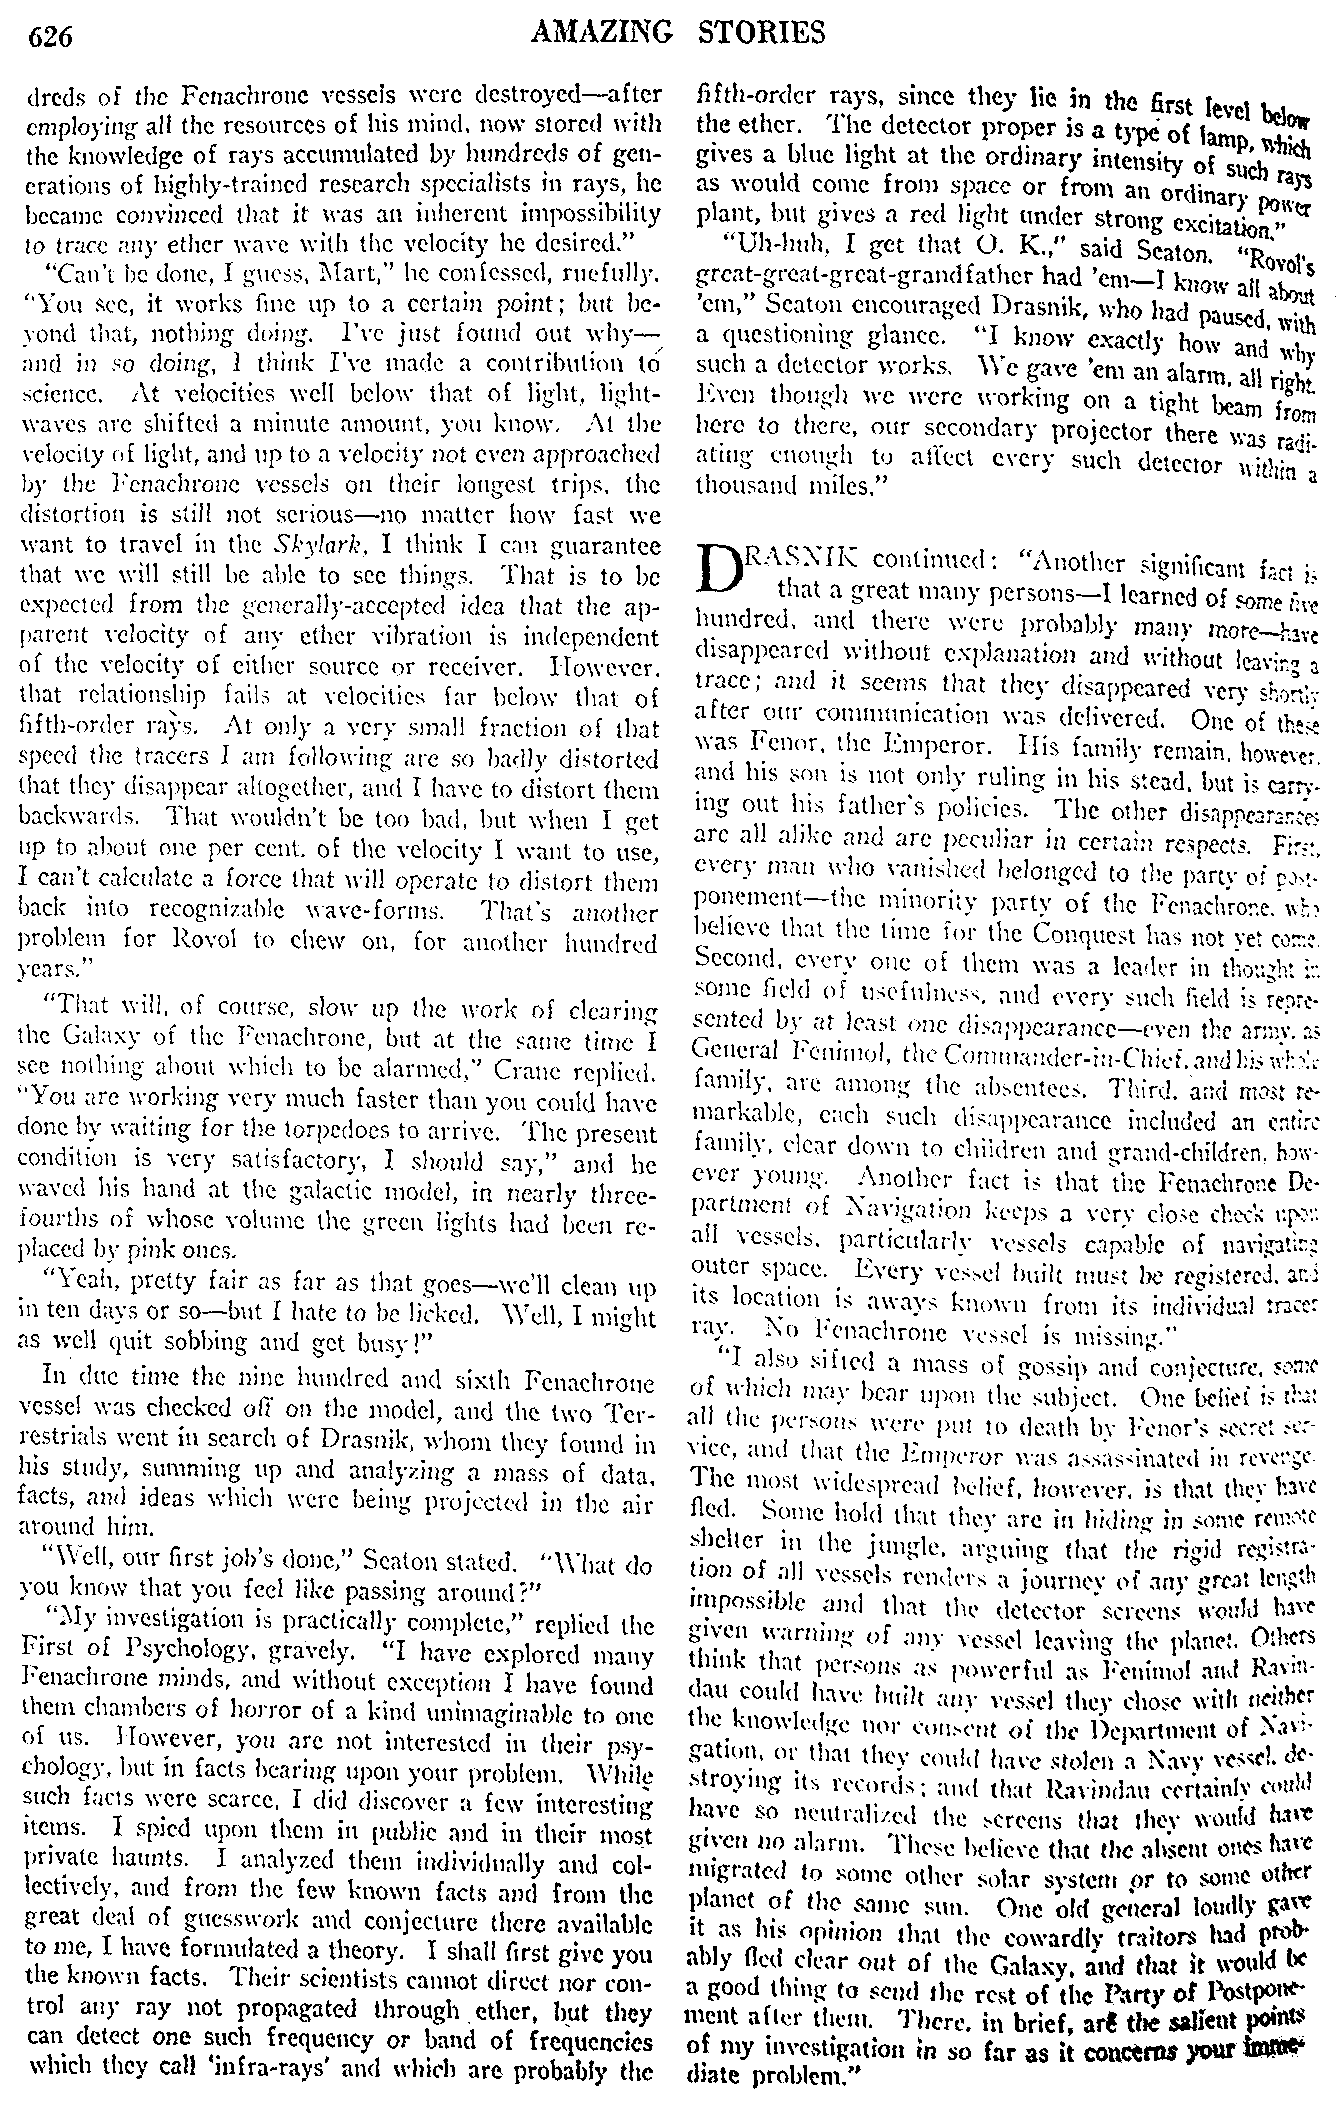 626
AMAZING STORIES
dreds of the Fenachrone vessels were destroyed—after
employing all the resources of his mind, now stored with
the knowledge of rays accumulated by hundreds of gen-
erations of highly-trained research specialists in rays, he
became convinced that it was an inherent impossibility
to trace any ether wave with the velocity he desired."
"Can't be done, I guess, Mart," he confessed, ruefully.
"You see, it works fine up to a certain point; but be-
yond that, nothing doing. I've just found out why—
and in so doing, I think I've made a contribution to
science. At velocities well below that of light, light-
waves are shifted a minute amount, you know. At the
velocity of light, and up to a velocity not even approached
by the Fenachrone vessels on their longest trips, the
distortion is still not serious—no matter how fast we
want to travel in the Skylark, I think I can guarantee
that we will still be able to see things. That is to be
expected from the generally-accepted idea that the ap-
parent velocity of any ether vibration is independent
of the velocity of either source or receiver. However,
that relationship fails at velocities far below that of
fifth-order rays. At only a very small fraction of that
speed the tracers I am following are so badly distorted
that they disappear altogether, and I have to distort them
backwards. That wouldn't be too bad, but when I get
up to about one per cent. of the velocity I want to use,
I can't calculate a force that will operate to distort them
back into recognizable wave-forms. That's another
problem for Rovol to chew on, for another hundred
years."
"That will, of course, slow up the work of clearing
the Galaxy of the Fenachrone, but at the same time I
see nothing about which to be alarmed," Crane replied.
"You are working very much faster than you could have
done by waiting for the torpedoes to arrive. The present
condition is very satisfactory, I should say," and he
waved his hand at the galactic model, in nearly three-
fourths of whose volume the green lights had been re-
placed by pink ones.
"Yeah, pretty fair as far as that goes—we'll clean up
in ten days or so—but I hate to be licked. Well, I might
as well quit sobbing and get busy!"
In due time the nine hundred and sixth Fenachrone
vessel was checked off on the model, and the two Ter-
restrials went in search of Drasnik, whom they found in
his study, summing up and analyzing a mass of data,
facts, and ideas which were being projected in the air
around him.
"Well, our first job's done," Seaton stated. "What do
you know that you feel like passing around?"
"My investigation is practically complete," replied the
First of Psychology, gravely. "I have explored many
Fenachrone minds, and without exception I have found
them chambers of horror of a kind unimaginable to one
of us. However, you are not interested in their psy-
chology, but in facts bearing upon your problem. While
such facts were scarce, I did discover a few interesting
items. I spied upon them in public and in their most
private haunts. I analyzed them individually and col-
lectively, and from the few known facts and from the
great deal of guesswork and conjecture there available
to me, I have formulated a theory. I shall first give you
the known facts. Their scientists cannot direct nor con-
trol any ray not propagated through ether, but they
can detect one such frequency or band of frequencies
which they call 'infra-rays' and which are probably the
fifth-order rays, since they lie in the first level below
the ether. The detector proper is a type of lamp, which
gives a blue light at the ordinary intensity of such rays
as would come from space or from an ordinary power
plant, but gives a red light under strong excitation."
"Uh-huh, I get that O. K.," said Seaton. "Rovol's
great-great-great-grandfather had 'em—I know all about
'em," Seaton encouraged Drasnik, who had paused, with
a questioning glance. "I know exactly how and why
such a detector works. We gave 'em an alarm, all right.
Even though we were working on a tight beam from
here to there, our secondary projector there was radi-
ating enough to affect every such detector within a
thousand miles."
DRASNIK continued: "Another significant fact is
that a great many persons—I learned of some five
hundred, and there were probably many more—have
disappeared without explanation and without leaving a
trace; and it seems that they disappeared very shortly
after our communication was delivered. One of these
was Fenor, the Emperor. His family remain, however,
and his son is not only ruling in his stead, but is carry-
ing out his father's policies. The other disappearances
are all alike and are peculiar in certain respects. First,
every man who vanished belonged to the party of post-
ponement—the minority party of the Fenachrone, who
believe that the time for the Conquest has not yet come.
Second, every one of them was a leader in thought in
some field of usefulness, and every such field is repre-
sented by at least one disappearance—even the army, as
General Fenimol, the Commander-in-Chief, and his whole
family, are among the absentees. Third, and most re-
markable, each such disappearance included an entire
family, clear down to children and grand-children, how-
ever young. Another fact is that the Fenachrone De-
partment of Navigation keeps a very close check upon
all vessels, particularly vessels capable of navigating
outer space. Every vessel built must be registered, and
its location is aways known from its individual tracer
ray. No Fenachrone vessel is missing."
"I also sifted a mass of gossip and conjecture, some
of which may bear upon the subject. One belief is that
all the persons were put to death by Fenor's secret ser-
vice, and that the Emperor was assassinated in revenge.
The most widespread belief, however, is that they have
fled. Some hold that they are in hiding in some remote
shelter in the jungle, arguing that the rigid registra-
tion of all vessels renders a journey of any great length
impossible and that the detector screens would have
given warning of any vessel leaving the planet. Others
think that persons as powerful as Fenimol and Ravin-
dau could have built any vessel they chose with neither
the knowledge nor consent of the Department of Navi-
gation, or that they could have stolen a Navy vessel, de-
stroying its records; and that Ravindau certainly could
have so neutralized the screens that they would have
given no alarm. These believe that the absent ones have
migrated to some other solar system or to some other
planet of the same sun. One old general loudly gave
it as his opinion that the cowardly traitors had prob-
ably fled clear out of the Galaxy, and that it would be
a good thing to send the rest of the Party of Postpone-
ment after them. There, in brief, are the salient points
of my investigation in so far as it concerns your imme-
diate problem."